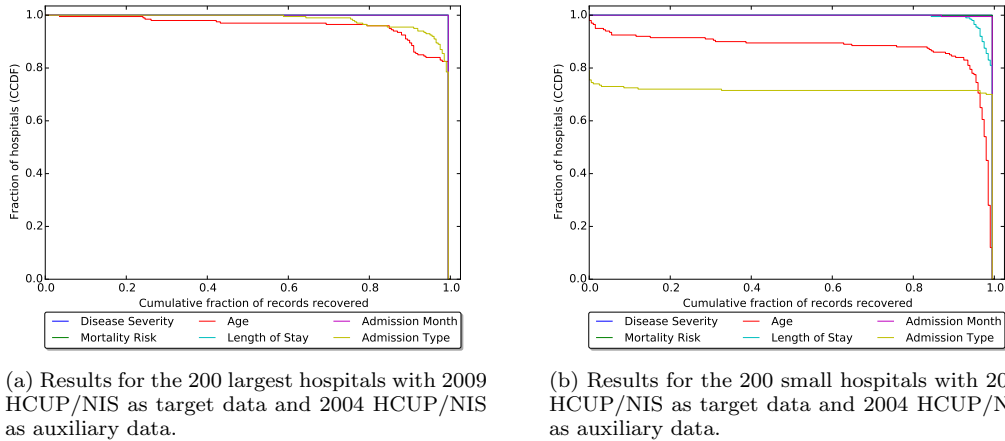 Fraction of hospitals (CCDF)
1.0
0.8
0.6
0.4
0.2
0.0
0.0 0.2 0.4 0.6 0.8 1.0
Cumulative fraction of records recovered
Disease Severity Age Admission Month
Mortality Risk Length of Stay Admission Type
(a) Results for the 200 largest hospitals with 2009
HCUP/NIS as target data and 2004 HCUP/NIS
as auxiliary data.
Fraction of hospitals (CCDF)
1.0
0.8
0.6
0.4
0.2
0.0
0.0 0.2 0.4 0.6 0.8 1.0
Cumulative fraction of records recovered
Disease Severity Age Admission Month
Mortality Risk Length of Stay Admission Type
(b) Results for the 200 small hospitals with 20
HCUP/NIS as target data and 2004 HCUP/N
as auxiliary data.